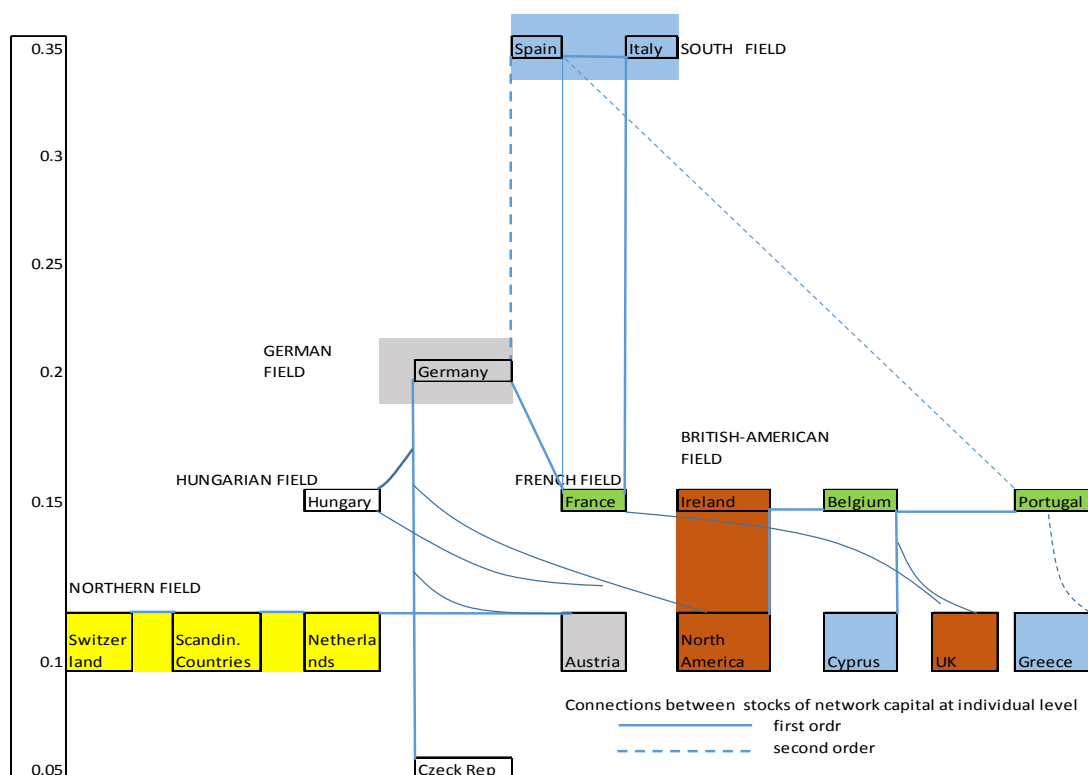 0.35
Spain
Italy
SOUTH FIELD
0.3
0.25
GERMAN
FIELD
0.2
Germany
BRITISH-AMERICAN
FIELD
HUNGARIAN FIELD
FRENCH FIELD
0.15
Hungary
France
Ireland
Belgium
Portugal
NORTHERN FIELD
Switzer
land
Scandin.
Countries
Netherla
nds
Austria
North
America
Cyprus
UK
Greece
0.1
Connections between stocks of network capital at individual level
first ordr
second order
0.05
Czeck Rep